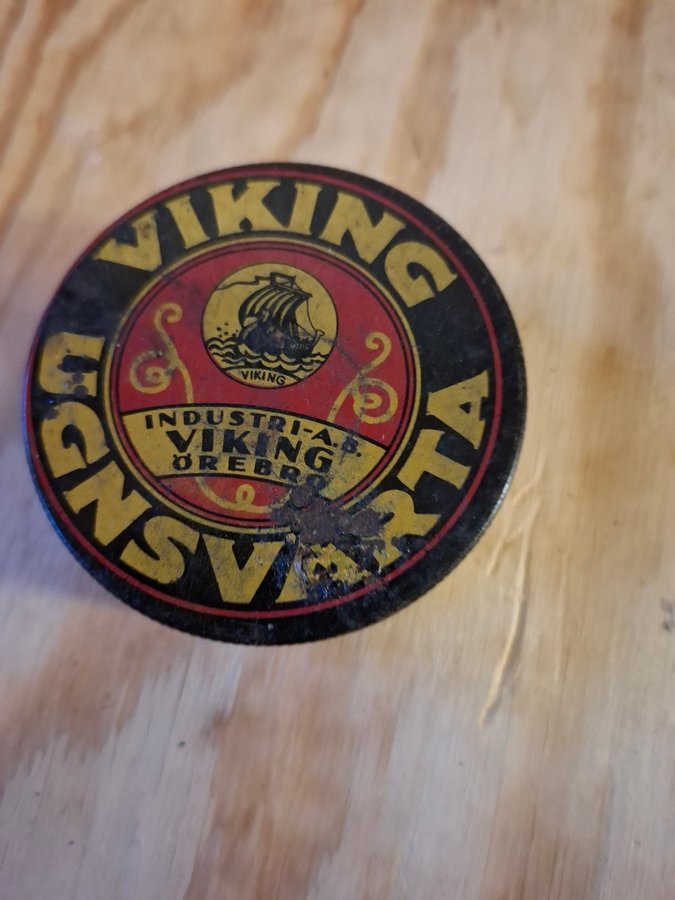 VIKING
VIKING
INDUSTRI-A.B.
VIKING
ÖREBRO
UGNSVÄRTA